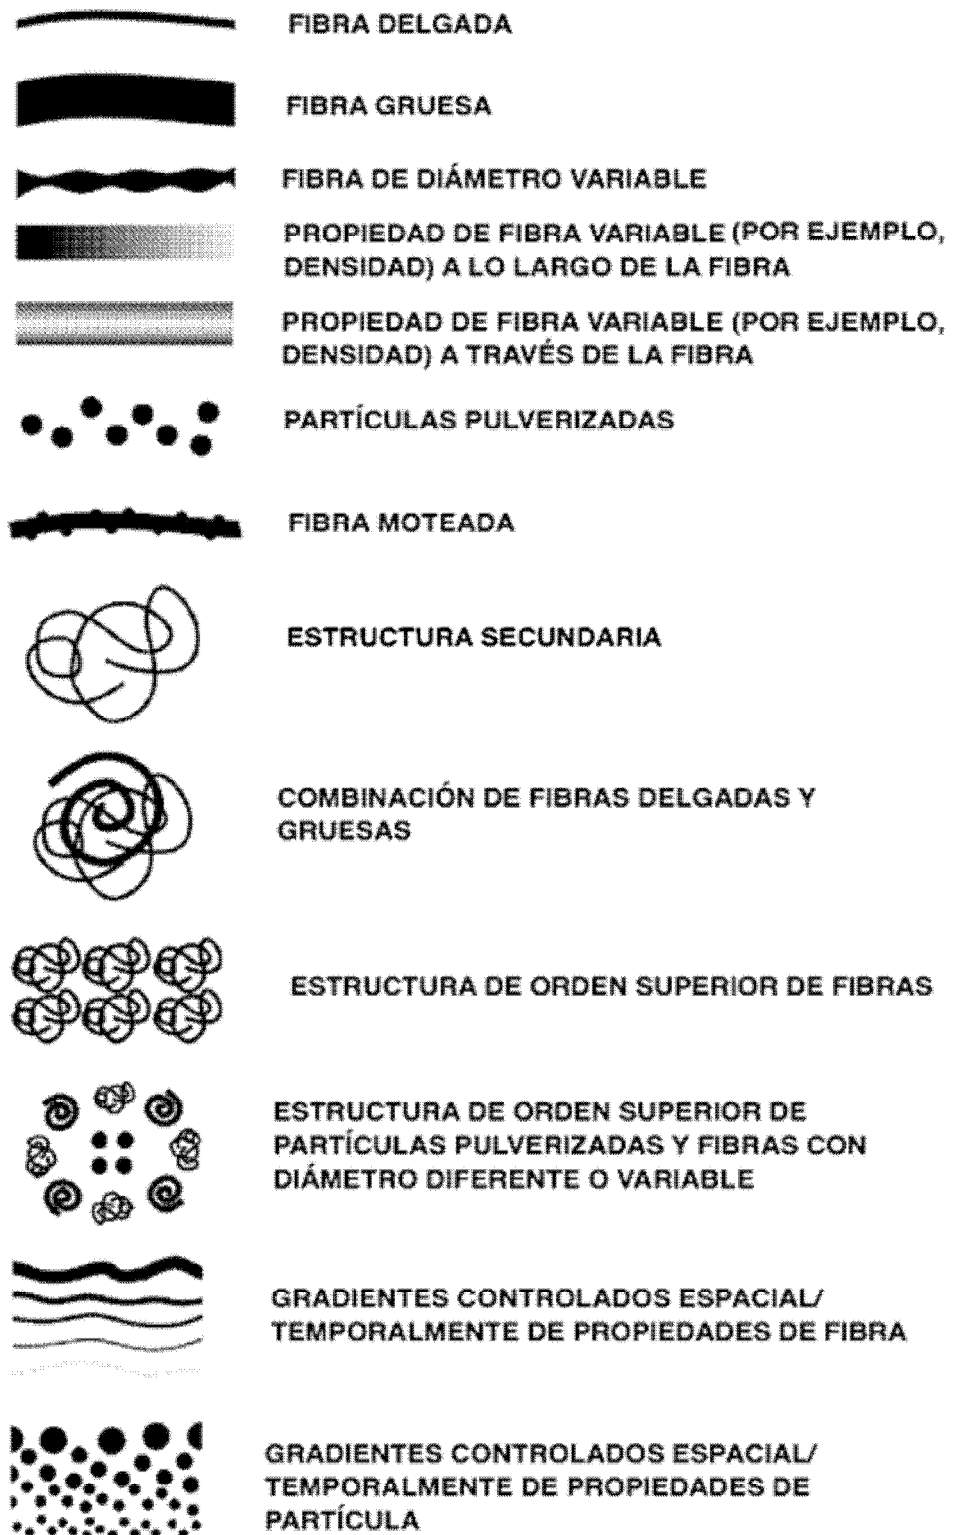 FIBRA DELGADA
FIBRA GRUESA
FIBRA DE DIÁMETRO VARIABLE
PROPIEDAD DE FIBRA VARIABLE (POR EJEMPLO,
DENSIDAD) A LO LARGO DE LA FIBRA
PROPIEDAD DE FIBRA VARIABLE (POR EJEMPLO,
DENSIDAD) A TRAVÉS DE LA FIBRA
PARTÍCULAS PULVERIZADAS
FIBRA MOTEADA
ESTRUCTURA SECUNDARIA
COMBINACIÓN DE FIBRAS DELGADAS Y
GRUESAS
ESTRUCTURA DE ORDEN SUPERIOR DE FIBRAS
ESTRUCTURA DE ORDEN SUPERIOR DE
PARTÍCULAS PULVERIZADAS Y FIBRAS CON
DIÁMETRO DIFERENTE O VARIABLE
GRADIENTES CONTROLADOS ESPACIAL/
TEMPORALMENTE DE PROPIEDADES DE FIBRA
GRADIENTES CONTROLADOS ESPACIAL/
TEMPORALMENTE DE PROPIEDADES DE
PARTÍCULA